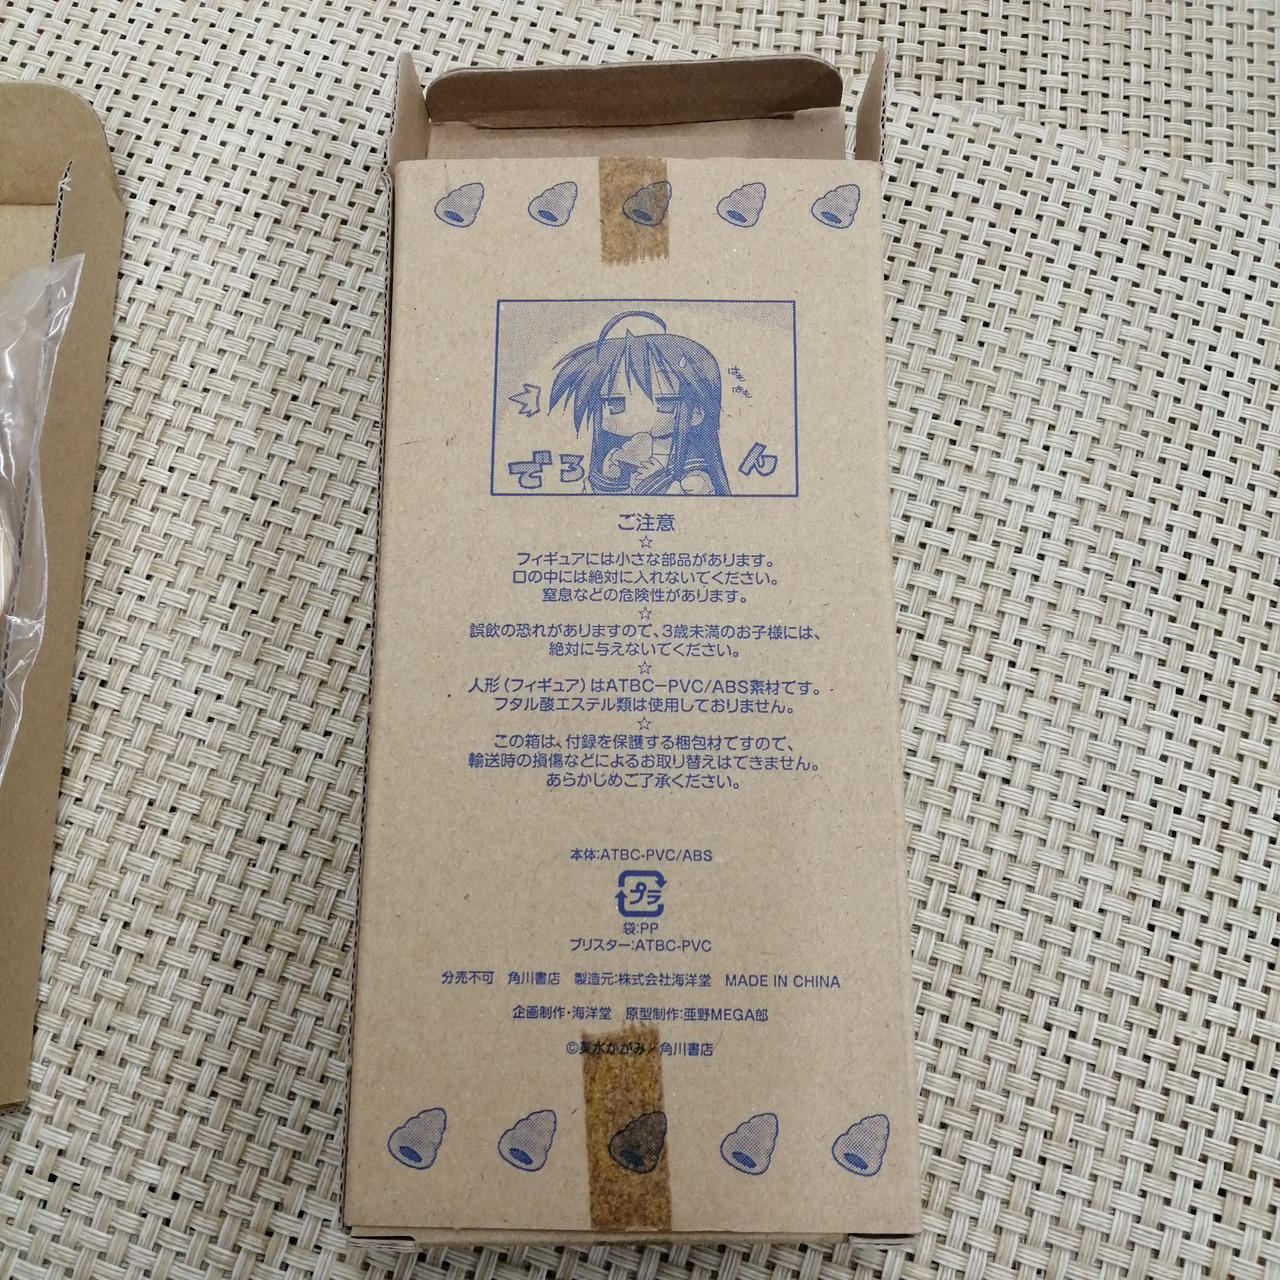 はも
はも
でろ
ん
ご注意
☆
フィギュアには小さな部品があります。
口の中には絶対に入れないでください。
窒息などの危険性があります。
☆
誤飲の恐れがありますので、3歳未満のお子様には、
絶対に与えないでください。
☆
人形(フィギュア)はATBC−PVC/ABS素材です。
フタル酸エステル類は使用しておりません。
☆
この箱は、付録を保護する梱包材ですので、
輸送時の損傷などによるお取り替えはできません。
あらかじめご了承ください。
本体:ATBC-PVC/ABS
プラ
袋:PP
ブリスター:ATBC-PVC
分売不可 角川書店 製造元:株式会社海洋堂 MADE IN CHINA
企画制作・海洋堂 原型制作:亜野MEGA郎
©美水かがみ/角川書店